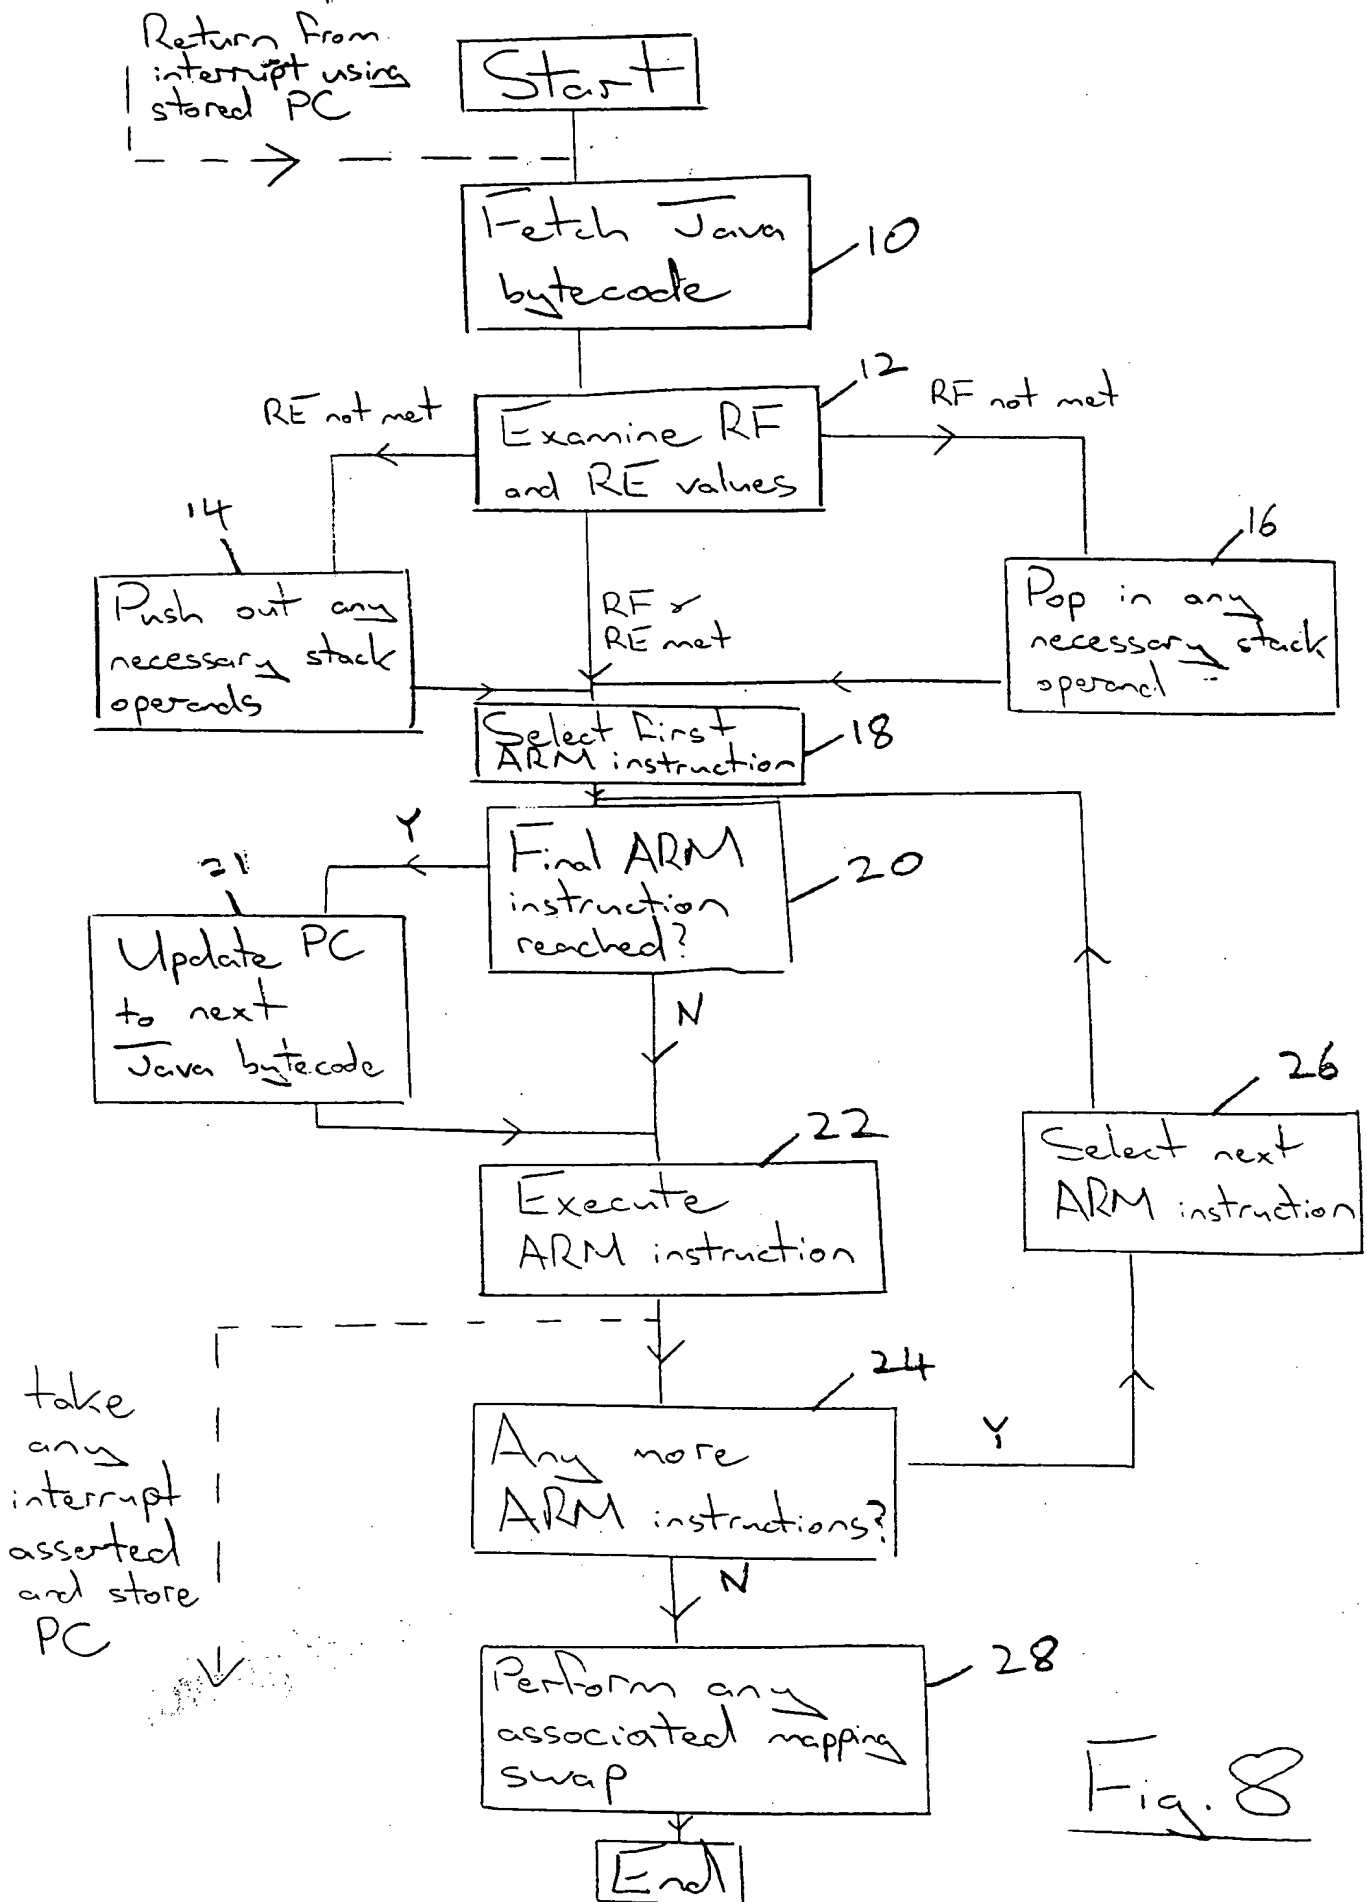 Return from
interrupt using
stored PC
Start
Fetch Java
bytecode
10
12
RE not met
Examine RF
and RE values
RF not met
14
16
Push out any
necessary stack
operands
RF &
RE met
Pop in any
necessary stack
operand
Select First
ARM instruction
18
Y
Final ARM
instruction
reached?
20
21
Update PC
to next
Java bytecode
N
26
22
Select next
ARM instruction
Execute
ARM instruction
24
take
any
interrupt
asserted
and store
PC
Any more
ARM instructions?
Y
N
28
Perform any
associated mapping
swap
Fig. 8
End